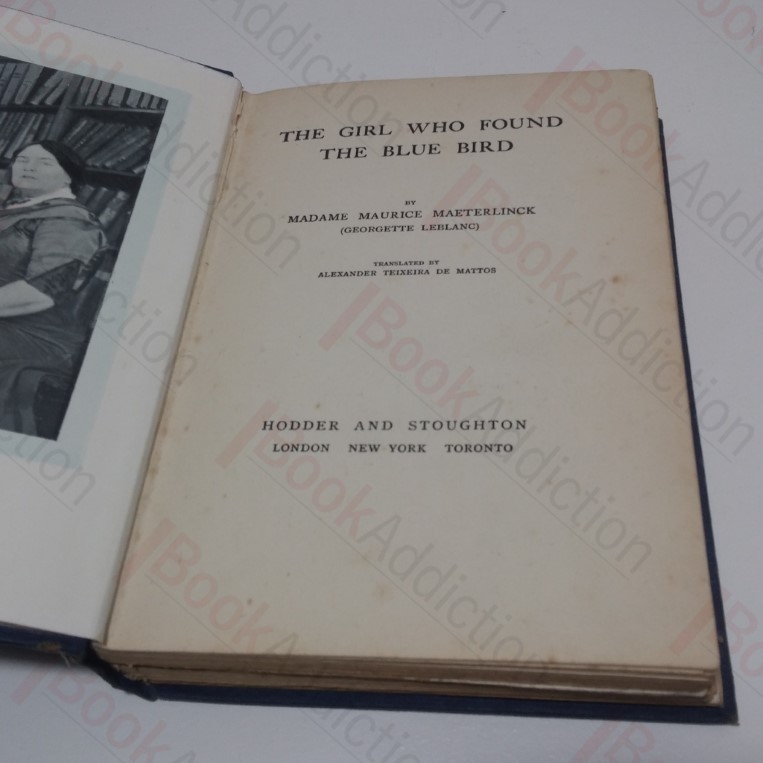 THE GIRL WHO FOUND
THE BLUE BIRD
BY
MADAME MAURICE MAETERLINCK
(GEORGETTE LEBLANC)
TRANSLATED BY
ALEXANDER TEIXEIRA DE MATTOS
HODDER AND STOUGHTON
LONDON NEW YORK TORONTO
BookAddiction